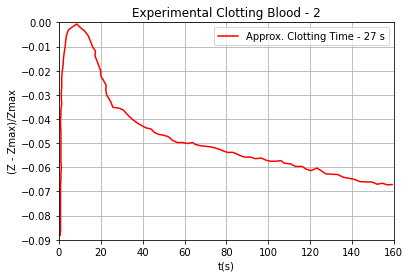 Experimental Clotting Blood - 2
Approx. Clotting Time - 27 s
(Z - Zmax)/Zmax
0.00
−0.01
−0.02
−0.03
−0.04
−0.05
−0.06
−0.07
−0.08
−0.09
0 20 40 60 80 100 120 140 160
t(s)